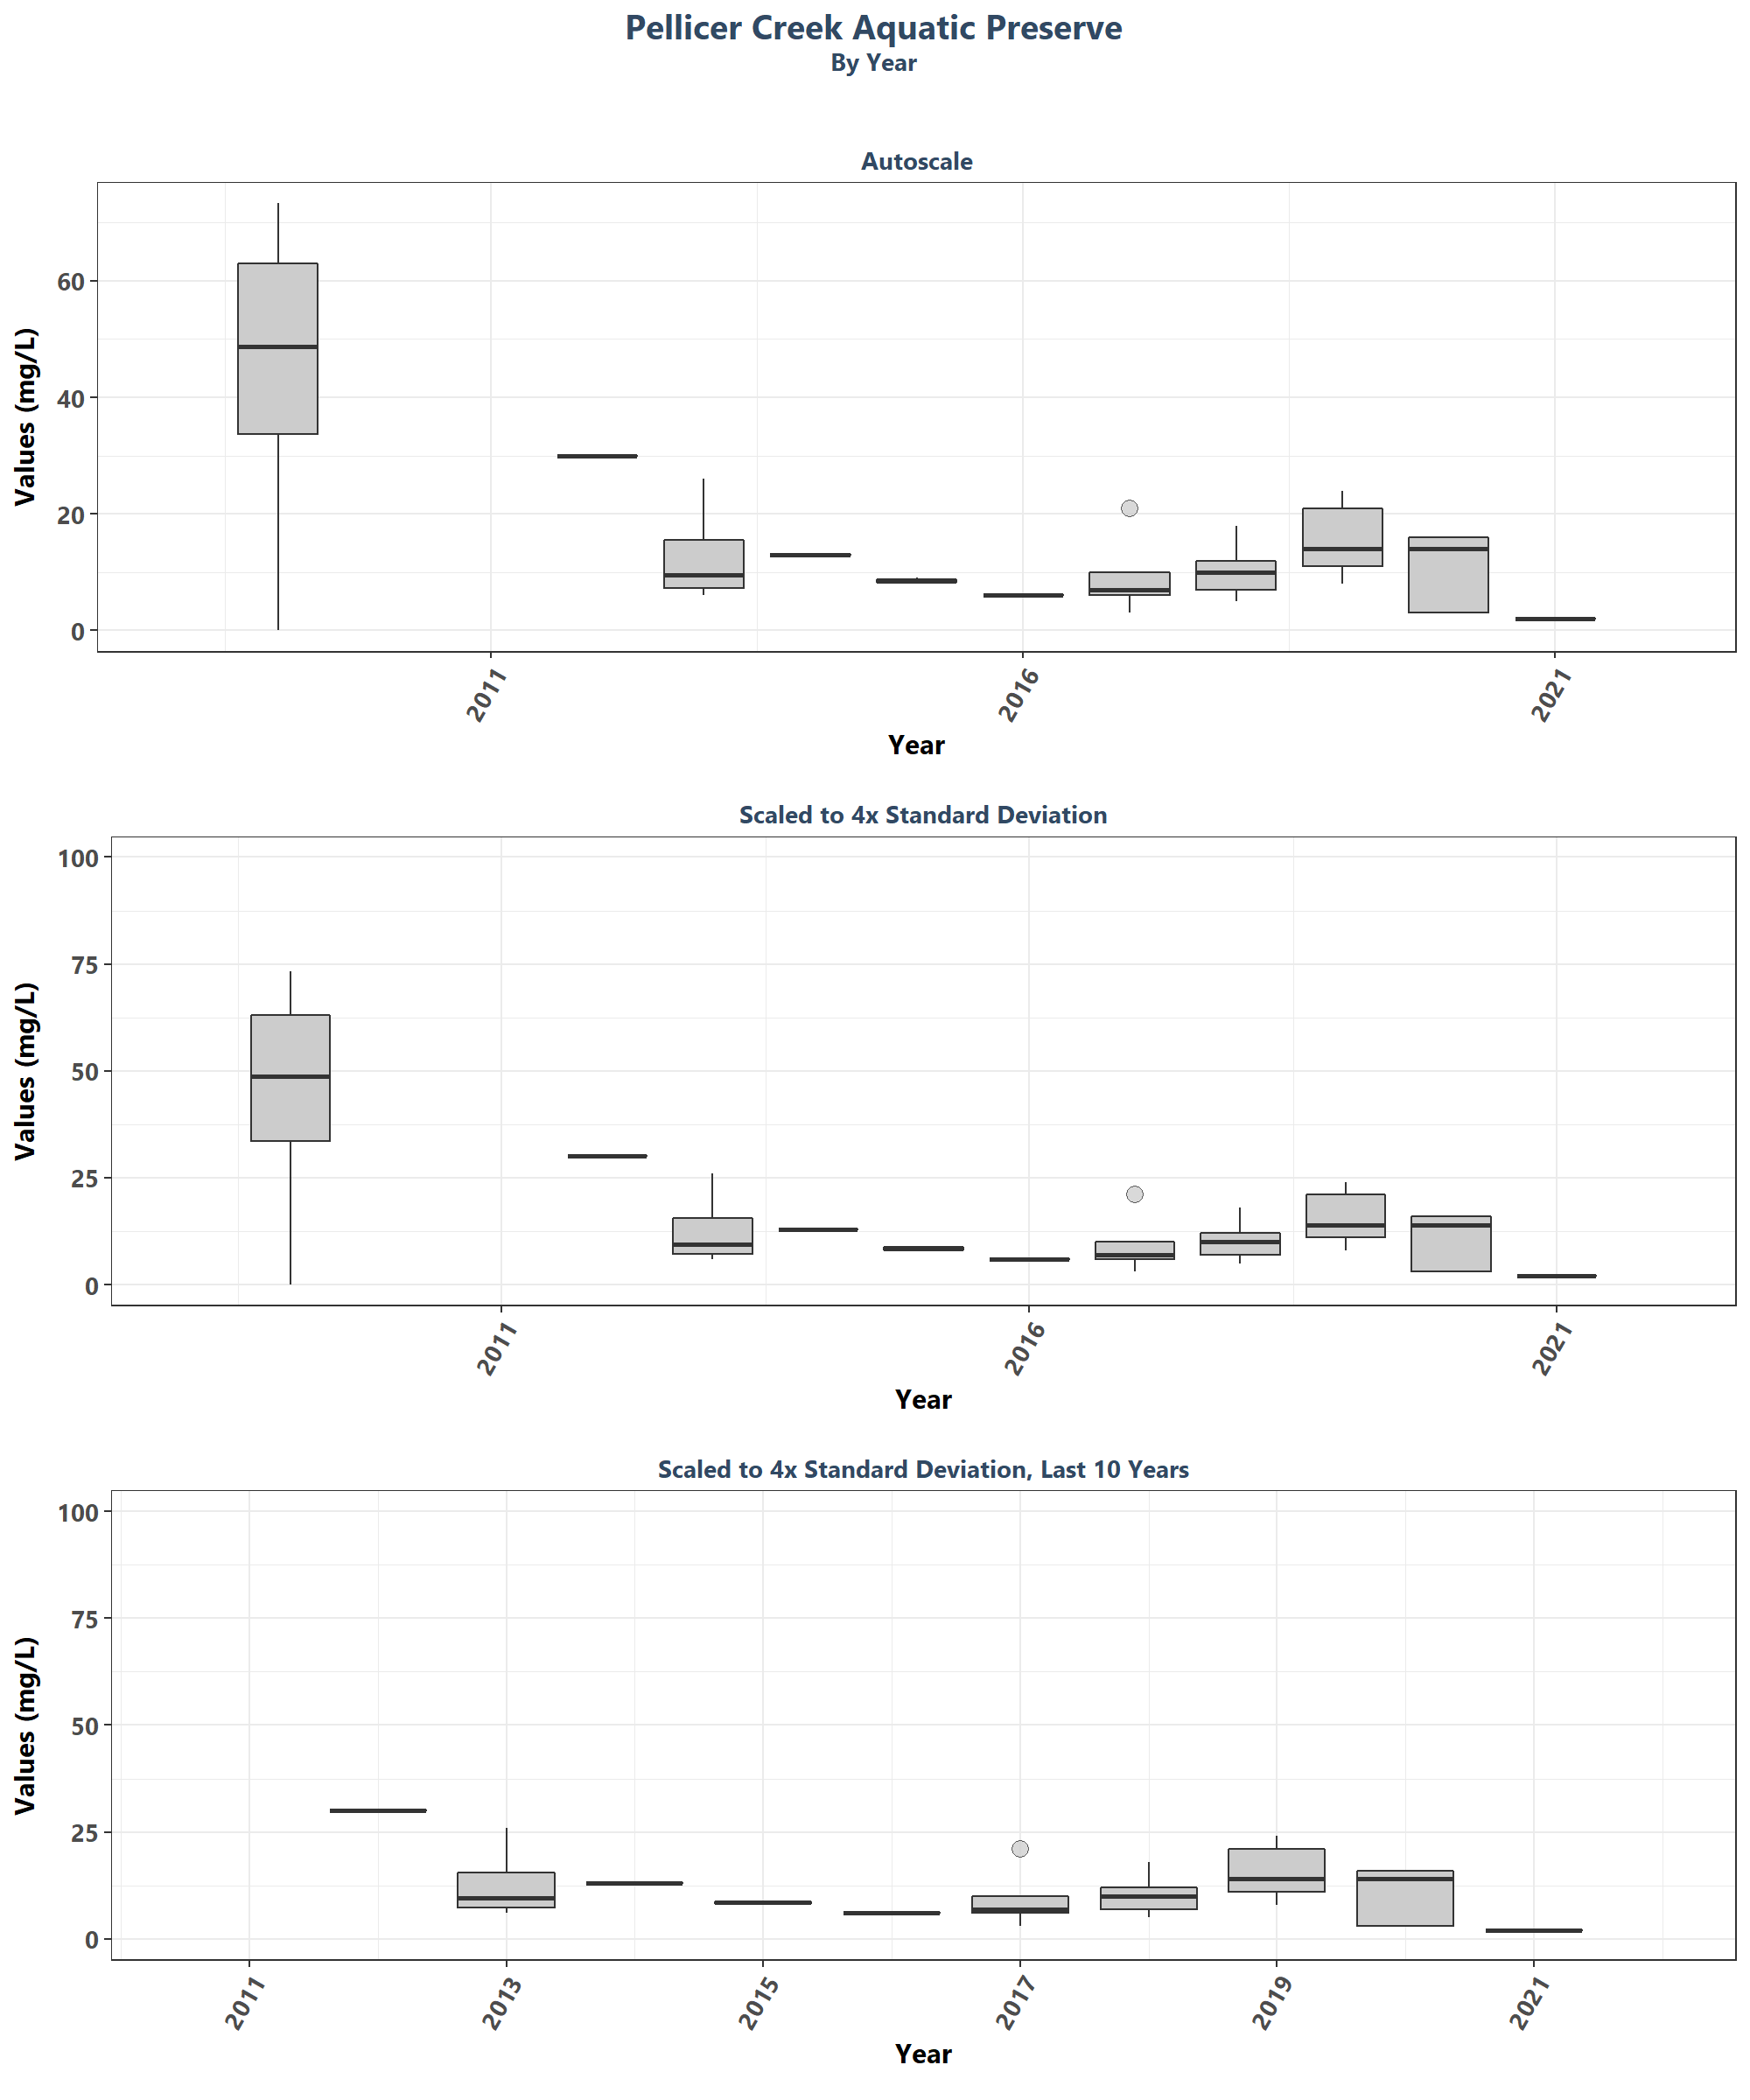 Pellicer Creek Aquatic Preserve
By Year
Autoscale
Values (mg/L)
60
40
20
0
2011
2016
2021
Year
Scaled to 4x Standard Deviation
Values (mg/L)
100
75
50
25
0
2011
2016
2021
Year
Scaled to 4x Standard Deviation, Last 10 Years
Values (mg/L)
100
75
50
25
0
2011
2013
2015
2017
2019
2021
Year